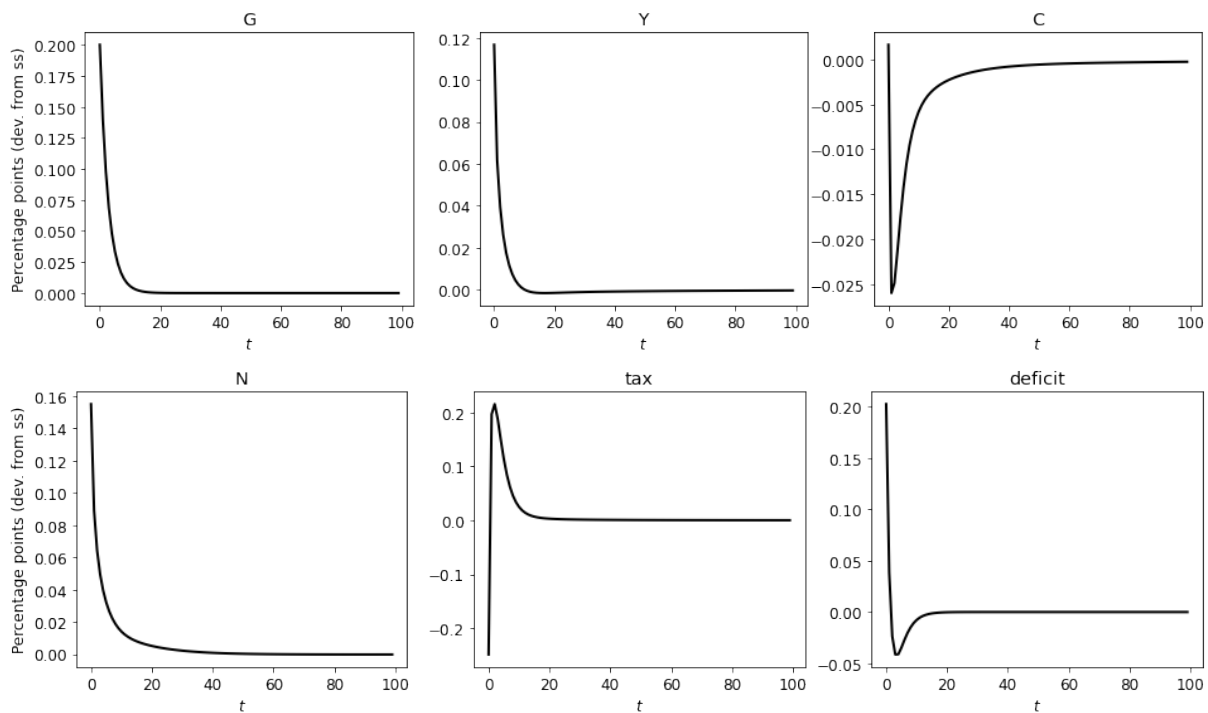 G
0.200
0.175
0.150
0.125
0.100
0.075
0.050
0.025
0.000
Percentage points (dev. from ss)
0 20 40 60 80 100
t
Y
0.12
0.10
0.08
0.06
0.04
0.02
0.00
0 20 40 60 80 100
t
C
0.000
−0.005
−0.010
−0.015
−0.020
−0.025
0 20 40 60 80 100
t
N
0.16
0.14
0.12
0.10
0.08
0.06
0.04
0.02
0.00
Percentage points (dev. from ss)
0 20 40 60 80 100
t
tax
0.2
0.1
0.0
−0.1
−0.2
0 20 40 60 80 100
t
deficit
0.20
0.15
0.10
0.05
0.00
−0.05
0 20 40 60 80 100
t